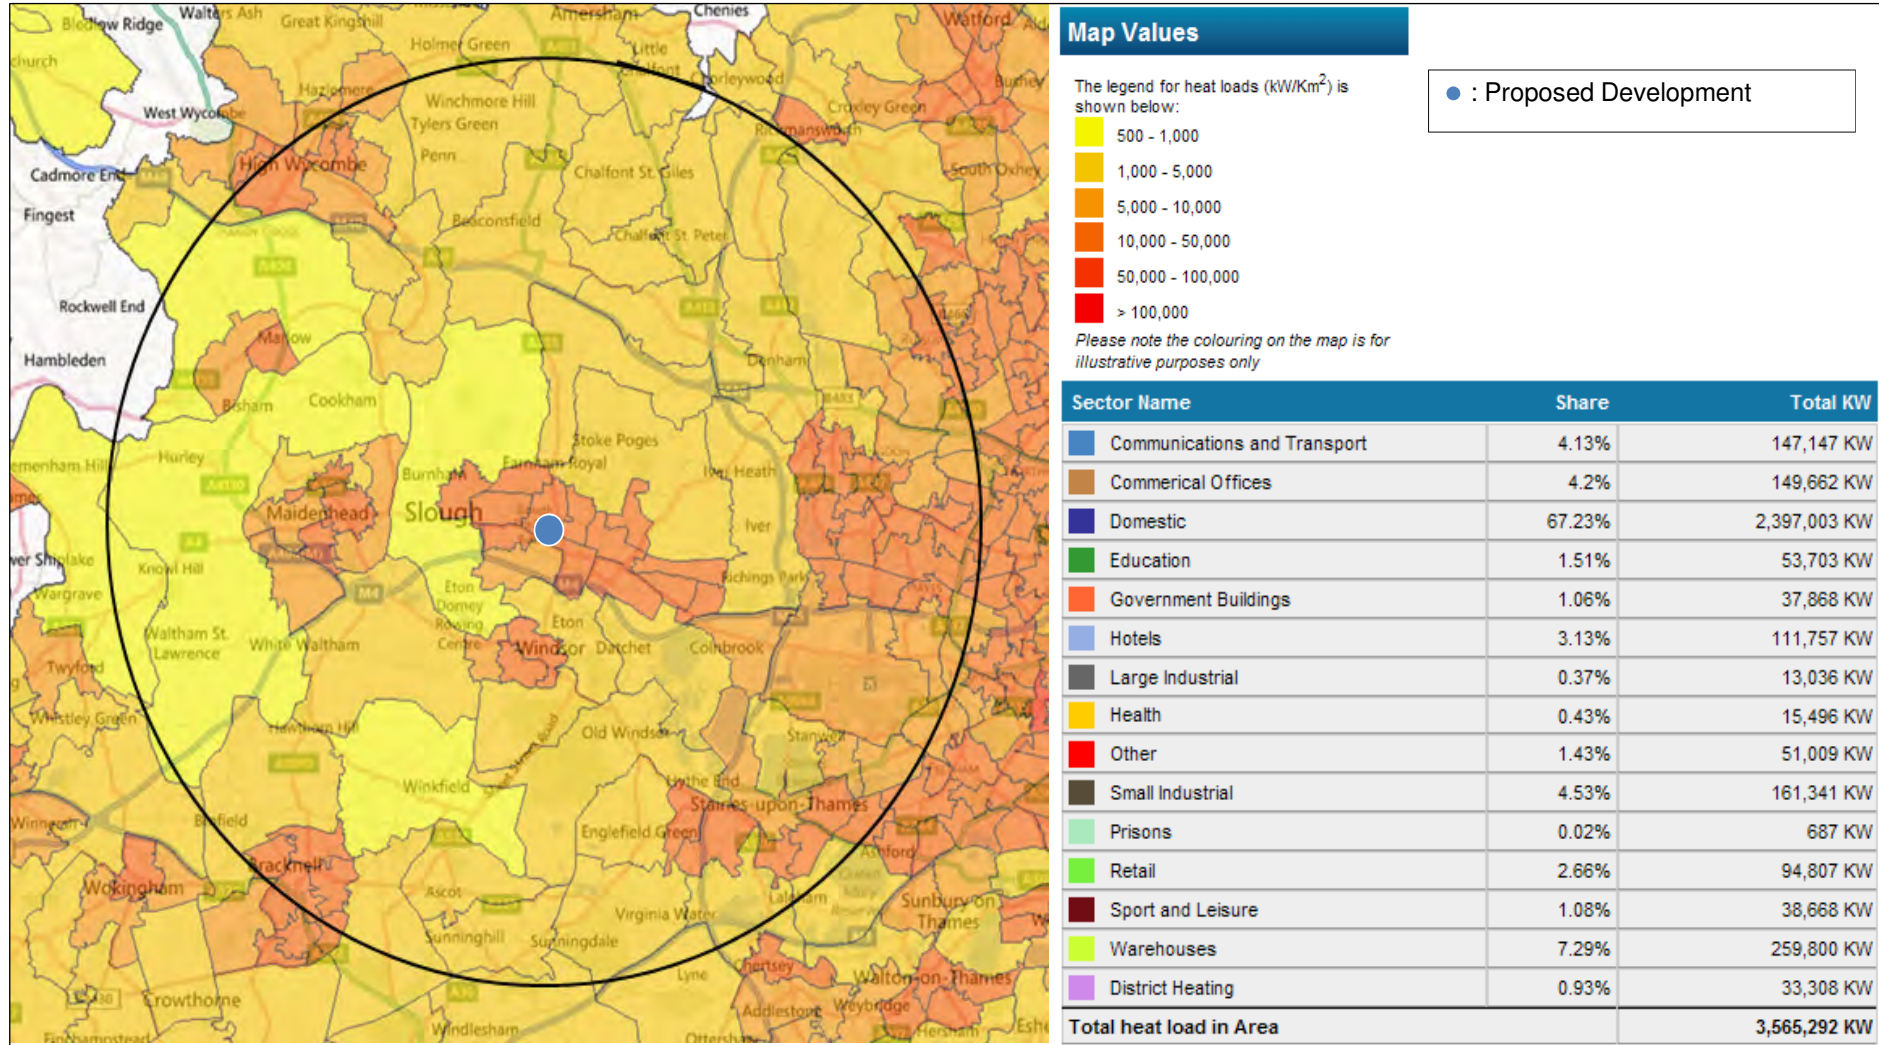 Bledlow Ridge
Walters Ash
Great Kingshill
Amersham
Chenies
Watford
church
Holmer Green
Little
Chalfont
Chorleywood
Bushey
Hazlemere
Winchmore Hill
Croxley Green
West Wycombe
Tylers Green
Rickmansworth
High Wycombe
Penn
Cadmore End
Chalfont St. Giles
South Oxhey
Fingest
Beaconsfield
Chalfont St. Peter
Rockwell End
Marlow
Hambleden
Denham
Bisham
Cookham
Stoke Poges
Hurley
Burnham
Farnham Royal
Iver Heath
A4130
Maidenhead
Slough
Iver
A4
Knowl Hill
M4
M4
Richings Park
Wargrave
Eton
Dorney
Rowing
Centre
Waltham St.
Lawrence
White Waltham
Eton
Windsor
Datchet
Colnbrook
Twyford
Whistley Green
Hawthorn Hill
Old Windsor
Stanwell
Winkfield
Hythe End
Staines-upon-Thames
Winnersh
Binfield
Englefield Green
Ashford
Bracknell
Wokingham
Ascot
Laleham
Sunbury-on-
Thames
Virginia Water
Sunninghill
Sunningdale
Lyne
Chertsey
Walton-on-Thames
Crowthorne
Addlestone
Weybridge
Windlesham
Ottershaw
Hersham
Esher
Finchampstead
Map Values
The legend for heat loads (kW/Km²) is
shown below:
500 - 1,000
1,000 - 5,000
5,000 - 10,000
10,000 - 50,000
50,000 - 100,000
> 100,000
Please note the colouring on the map is for
illustrative purposes only
: Proposed Development
Sector Name Share Total KW
Communications and Transport 4.13% 147,147 KW
Commerical Offices 4.2% 149,662 KW
Domestic 67.23% 2,397,003 KW
Education 1.51% 53,703 KW
Government Buildings 1.06% 37,868 KW
Hotels 3.13% 111,757 KW
Large Industrial 0.37% 13,036 KW
Health 0.43% 15,496 KW
Other 1.43% 51,009 KW
Small Industrial 4.53% 161,341 KW
Prisons 0.02% 687 KW
Retail 2.66% 94,807 KW
Sport and Leisure 1.08% 38,668 KW
Warehouses 7.29% 259,800 KW
District Heating 0.93% 33,308 KW
Total heat load in Area 3,565,292 KW